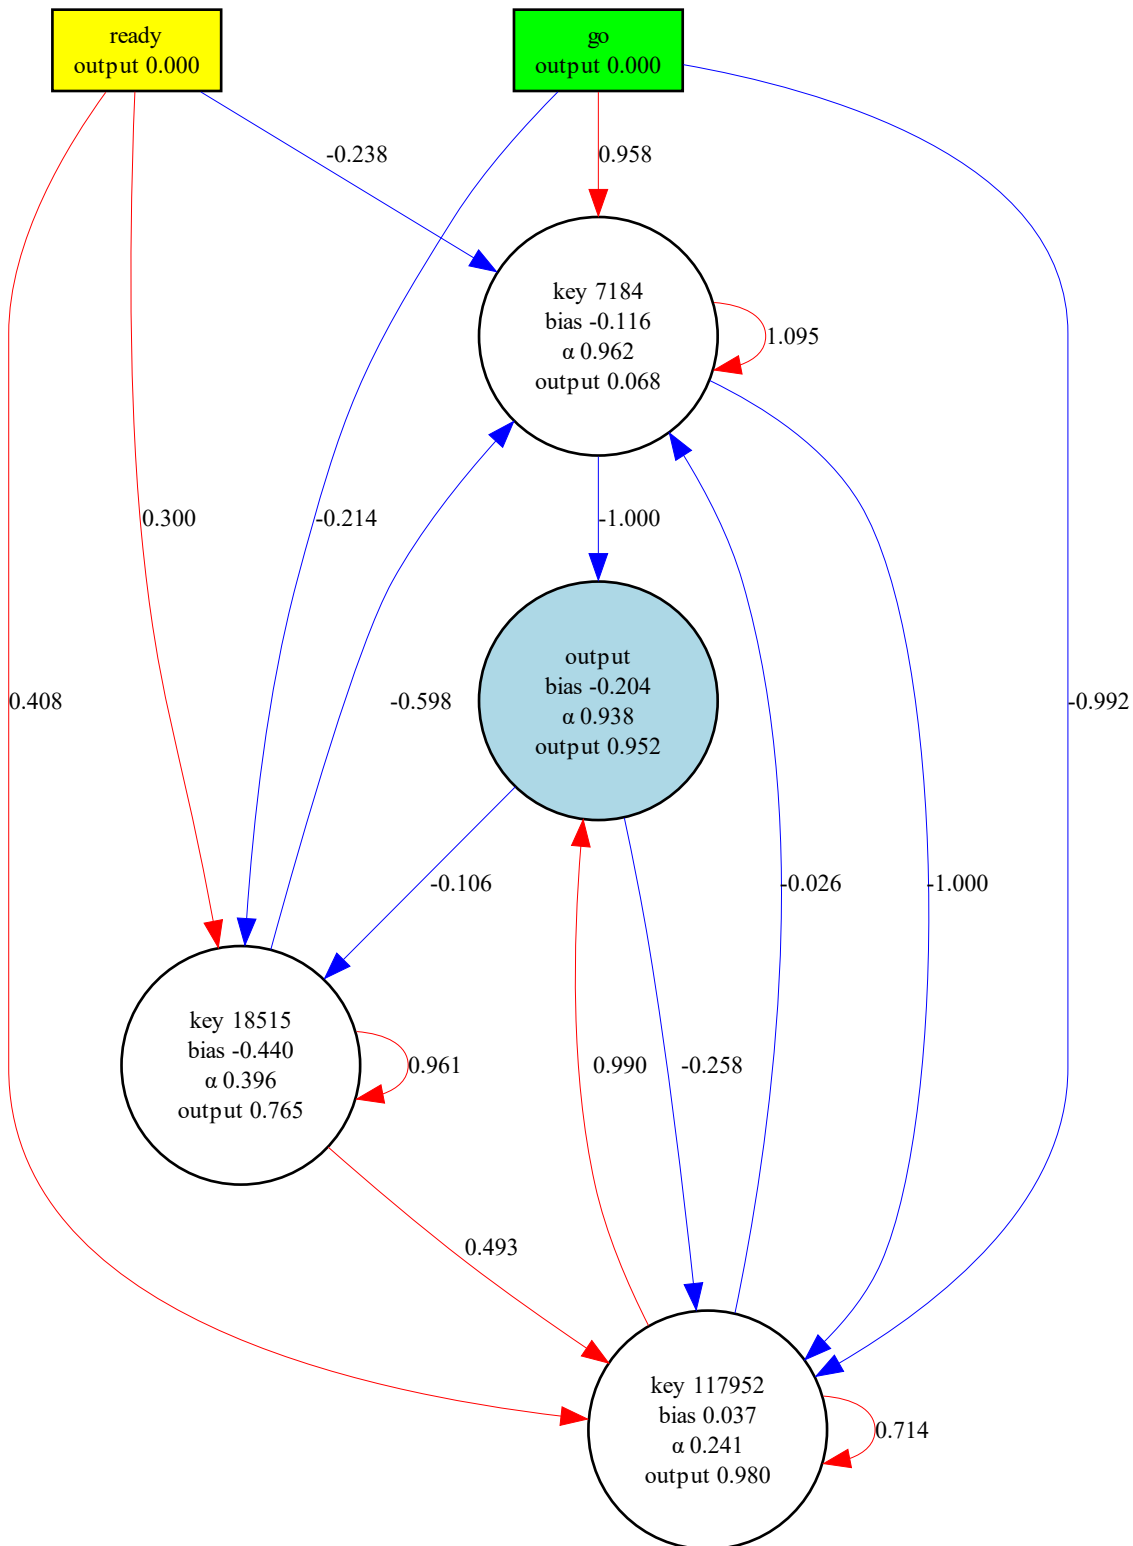 ready
output 0.000
go
output 0.000
-0.238
0.958
key 7184
bias -0.116
α 0.962
output 0.068
1.095
0.300
-0.214
-1.000
output
bias -0.204
α 0.938
output 0.952
0.408
-0.598
-0.992
-0.106
-0.026
-1.000
key 18515
bias -0.440
α 0.396
output 0.765
0.961
0.990
-0.258
0.493
key 117952
bias 0.037
α 0.241
output 0.980
0.714